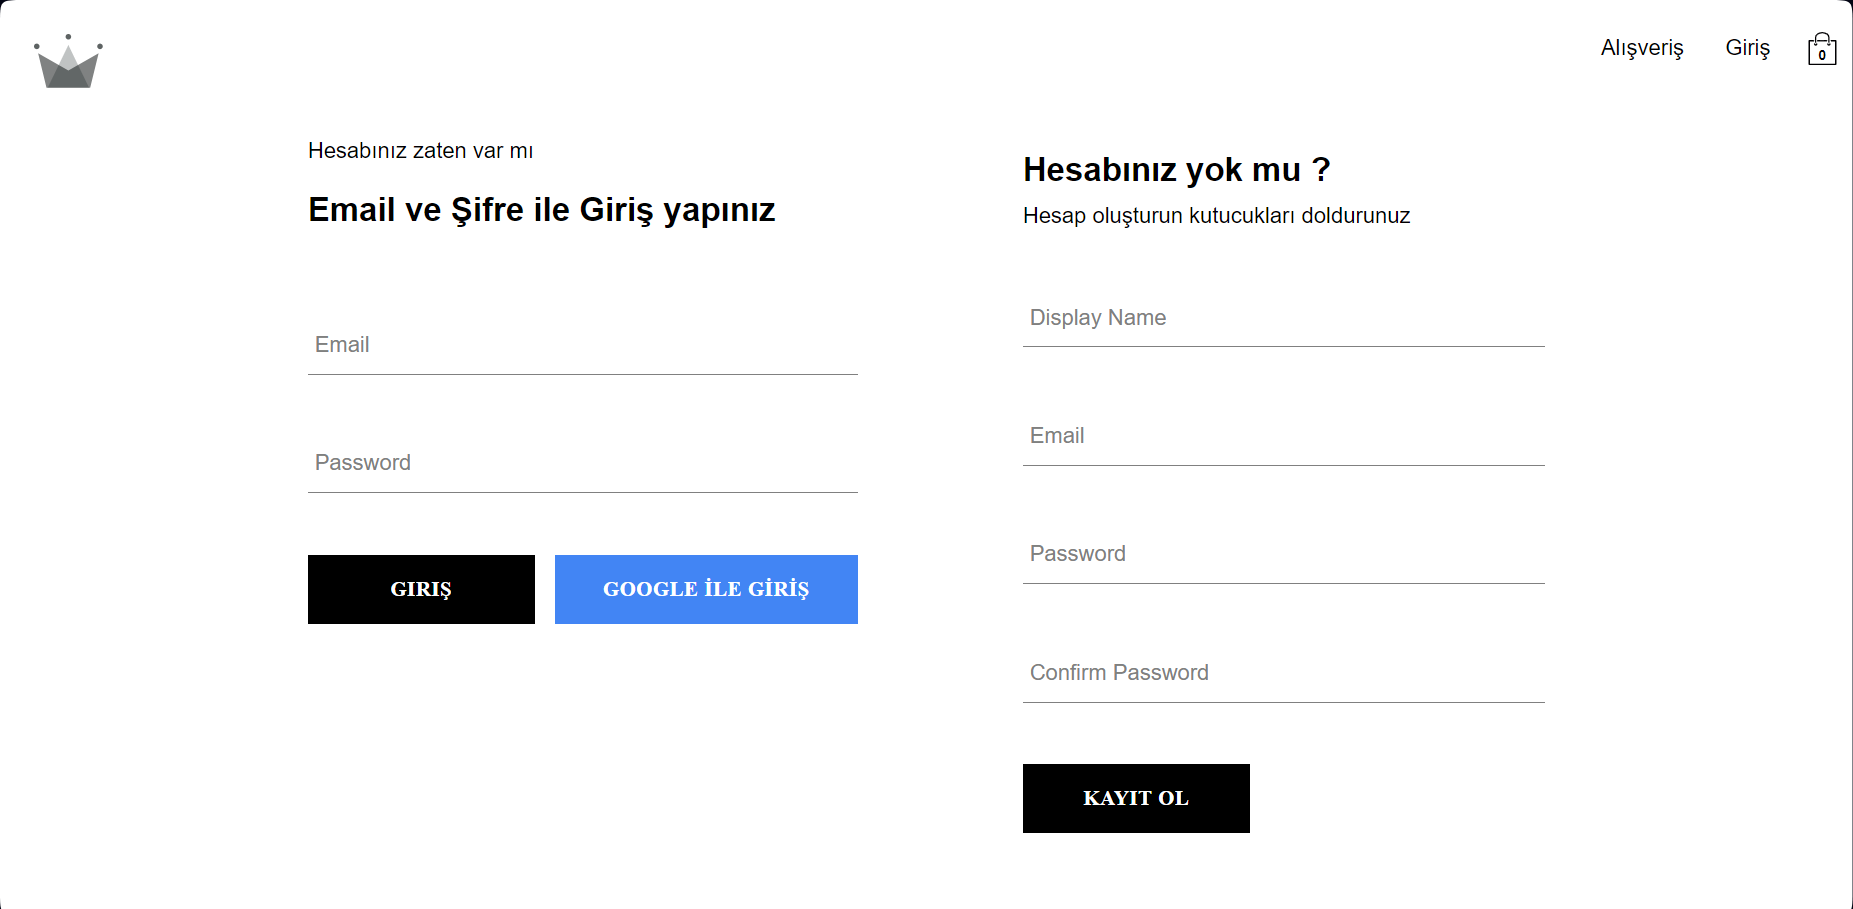 Alışveriş
Giriş
0
Hesabınız zaten var mı
Email ve Şifre ile Giriş yapınız
Email
Password
GIRIŞ
GOOGLE İLE GİRİŞ
Hesabınız yok mu ?
Hesap oluşturun kutucukları doldurunuz
Display Name
Email
Password
Confirm Password
KAYIT OL